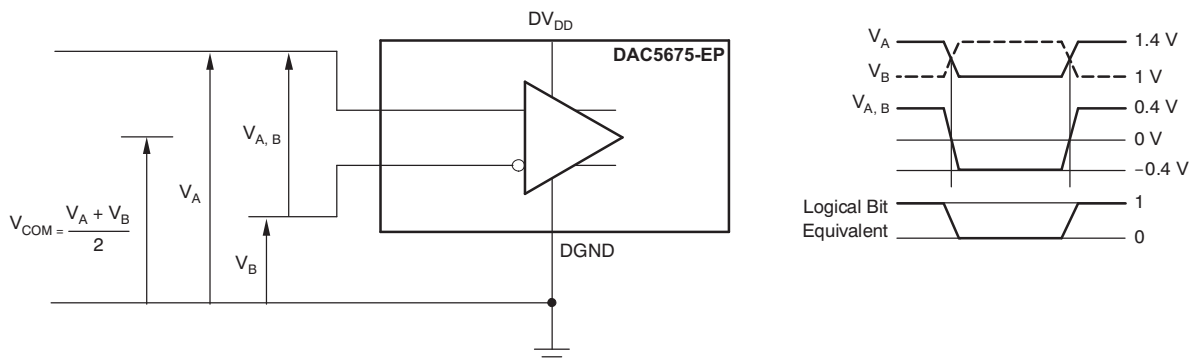 DV_DD
DAC5675-EP
V_A, B
V_A
V_COM = (V_A + V_B) / 2
V_B
DGND
V_A
1.4 V
V_B
1 V
V_A, B
0.4 V
0 V
−0.4 V
Logical Bit
Equivalent
1
0